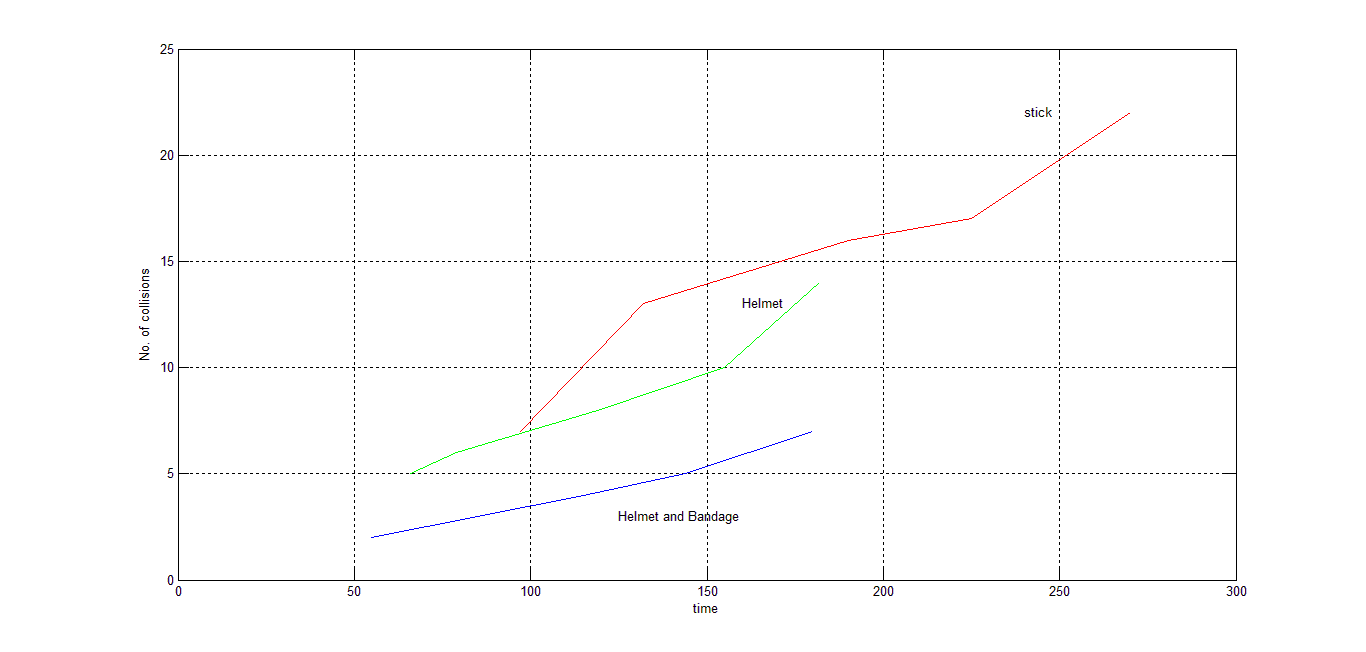 25
20
15
10
5
0
No. of collisions
stick
Helmet
Helmet and Bandage
0 50 100 150 200 250 300
time